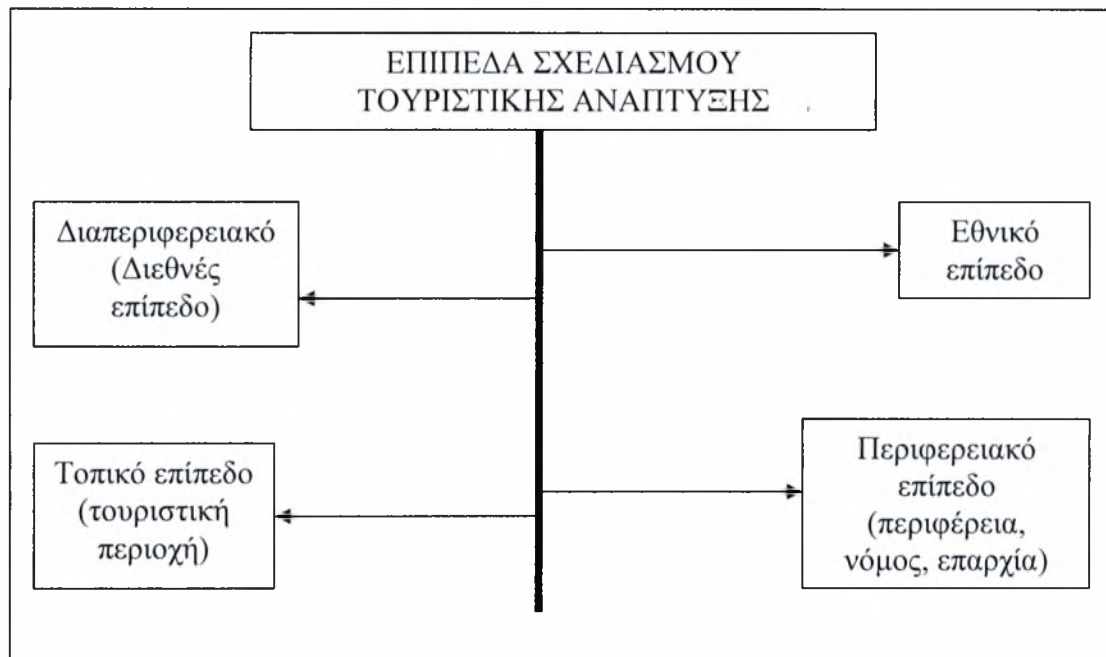 ΕΠΙΠΕΔΑ ΣΧΕΔΙΑΣΜΟΥ
ΤΟΥΡΙΣΤΙΚΗΣ ΑΝΑΠΤΥΞΗΣ
Διαπεριφερειακό
(Διεθνές
επίπεδο)
Εθνικό
επίπεδο
Τοπικό επίπεδο
(τουριστική
περιοχή)
Περιφερειακό
επίπεδο
(περιφέρεια,
νόμος, επαρχία)